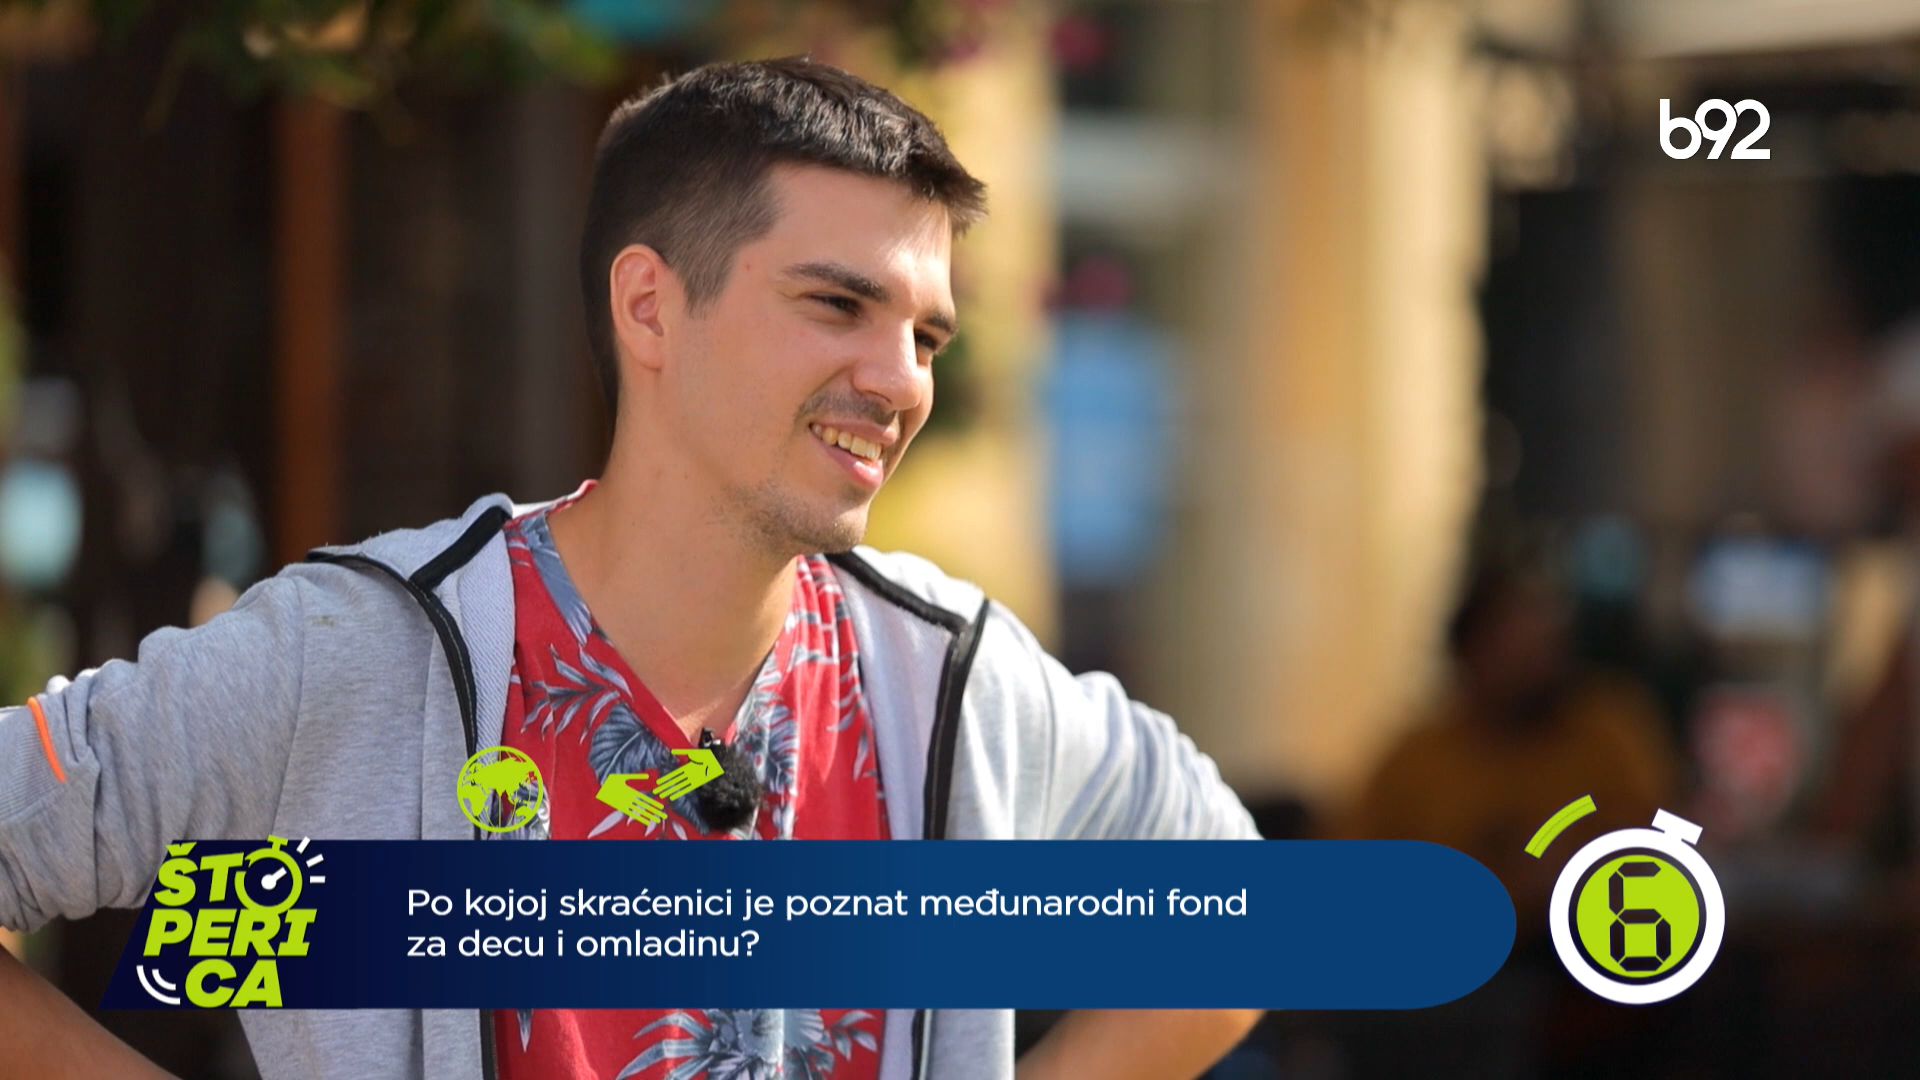 b92
ŠTO
PERI
CA
Po kojoj skraćenici je poznat međunarodni fond
za decu i omladinu?
6